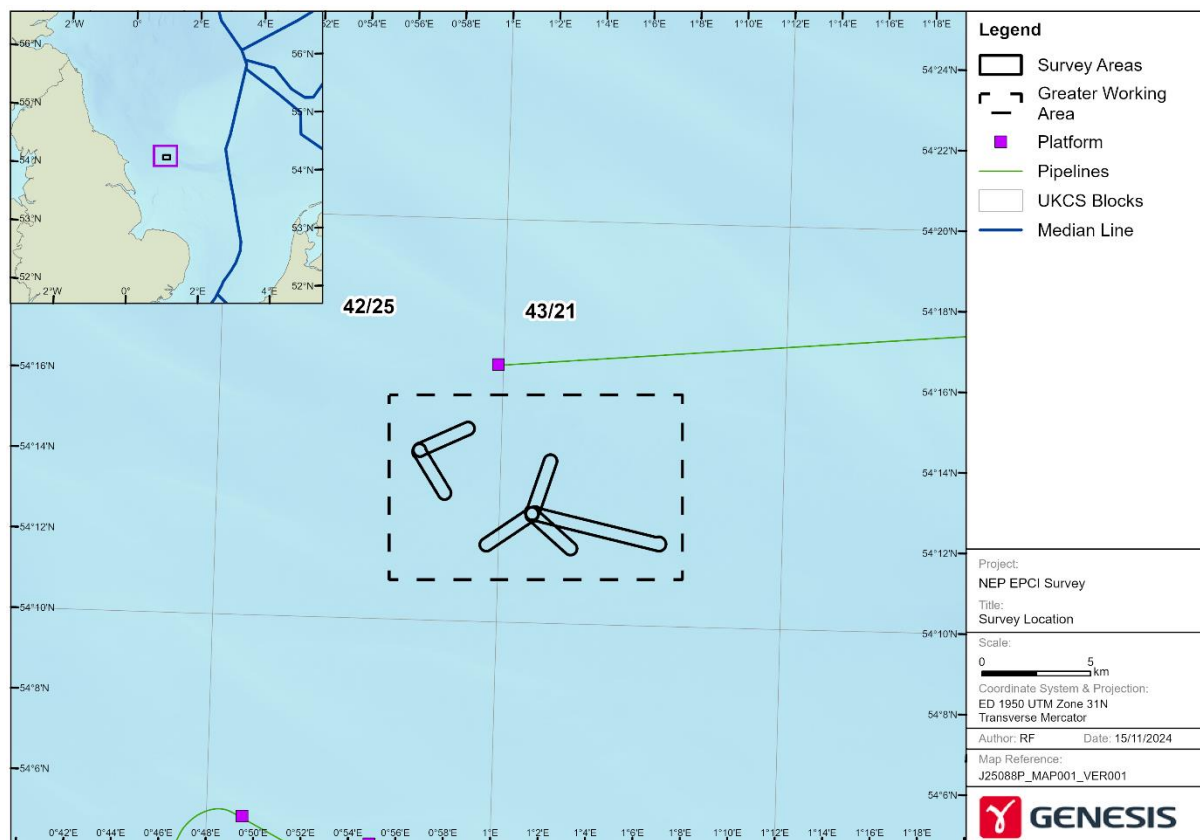 0°54'E 0°56'E 0°58'E 1°E 1°2'E 1°4'E 1°6'E 1°8'E 1°10'E 1°12'E 1°14'E 1°16'E 1°18'E
2°W 0° 2°E 4°E
56°N 56°N
55°N 55°N
54°N 54°N
53°N 53°N
52°N 52°N
2°W 0° 2°E 4°E
42/25 43/21
54°24'N
54°22'N
54°20'N
54°18'N
54°16'N 54°16'N
54°14'N 54°14'N
54°12'N 54°12'N
54°10'N 54°10'N
54°8'N 54°8'N
54°6'N 54°6'N
0°42'E 0°44'E 0°46'E 0°48'E 0°50'E 0°52'E 0°54'E 0°56'E 0°58'E 1°E 1°2'E 1°4'E 1°6'E 1°8'E 1°10'E 1°12'E 1°14'E 1°16'E 1°18'E
Legend
Survey Areas
Greater Working
Area
Platform
Pipelines
UKCS Blocks
Median Line
Project:
NEP EPCI Survey
Title:
Survey Location
Scale:
0 5
km
Coordinate System & Projection:
ED 1950 UTM Zone 31N
Transverse Mercator
Author: RF Date: 15/11/2024
Map Reference:
J25088P_MAP001_VER001
GENESIS